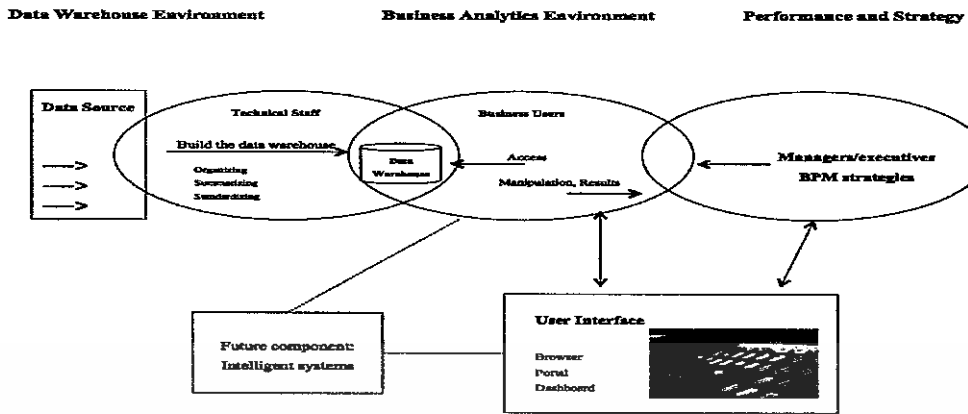 Data Warehouse Environment
Business Analytics Environment
Performance and Strategy
Data Source
Technical Staff
Build the data warehouse
Organizing
Summarizing
Standardizing
Data
Warehouse
Business Users
Access
Manipulation, Results
Managers/executives
BPM strategies
Future component:
Intelligent systems
User Interface
Browser
Portal
Dashboard